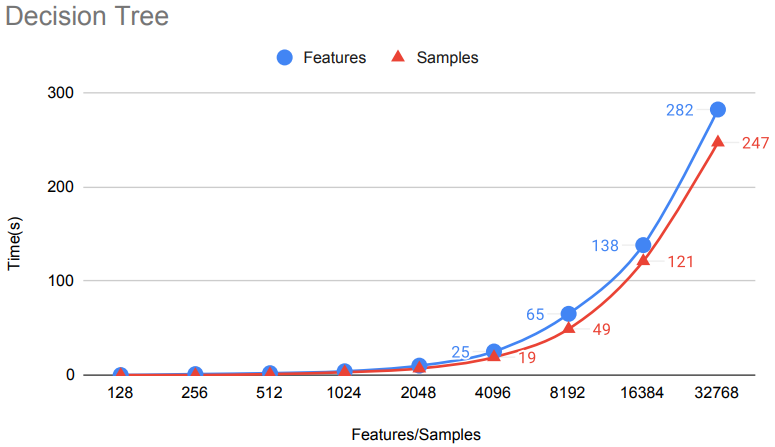 Decision Tree
Features Samples
300
282
247
200
138
121
Time(s)
100
65
49
25
19
0
128 256 512 1024 2048 4096 8192 16384 32768
Features/Samples